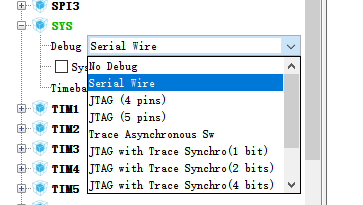 SPI3
SYS
Debug Serial Wire
No Debug
Sys
Serial Wire
JTAG (4 pins)
Timeba
JTAG (5 pins)
TIM1
Trace Asynchronous Sw
TIM2
JTAG with Trace Synchro(1 bit)
TIM3
JTAG with Trace Synchro(2 bits)
TIM4
JTAG with Trace Synchro(4 bits)
TIM5